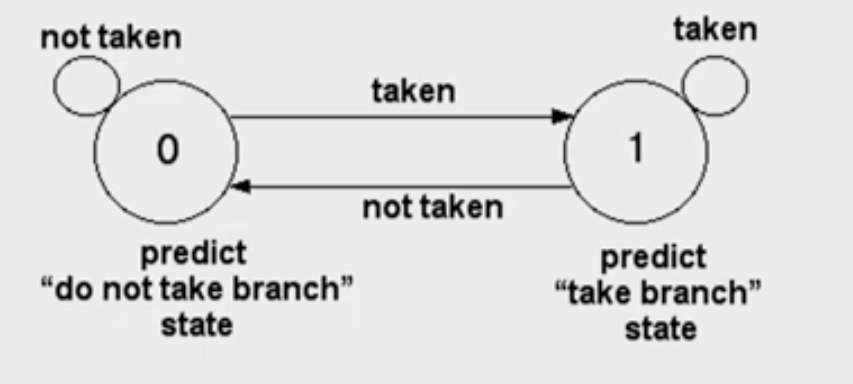 not taken
taken
taken
0
1
not taken
predict
“do not take branch”
state
predict
“take branch”
state